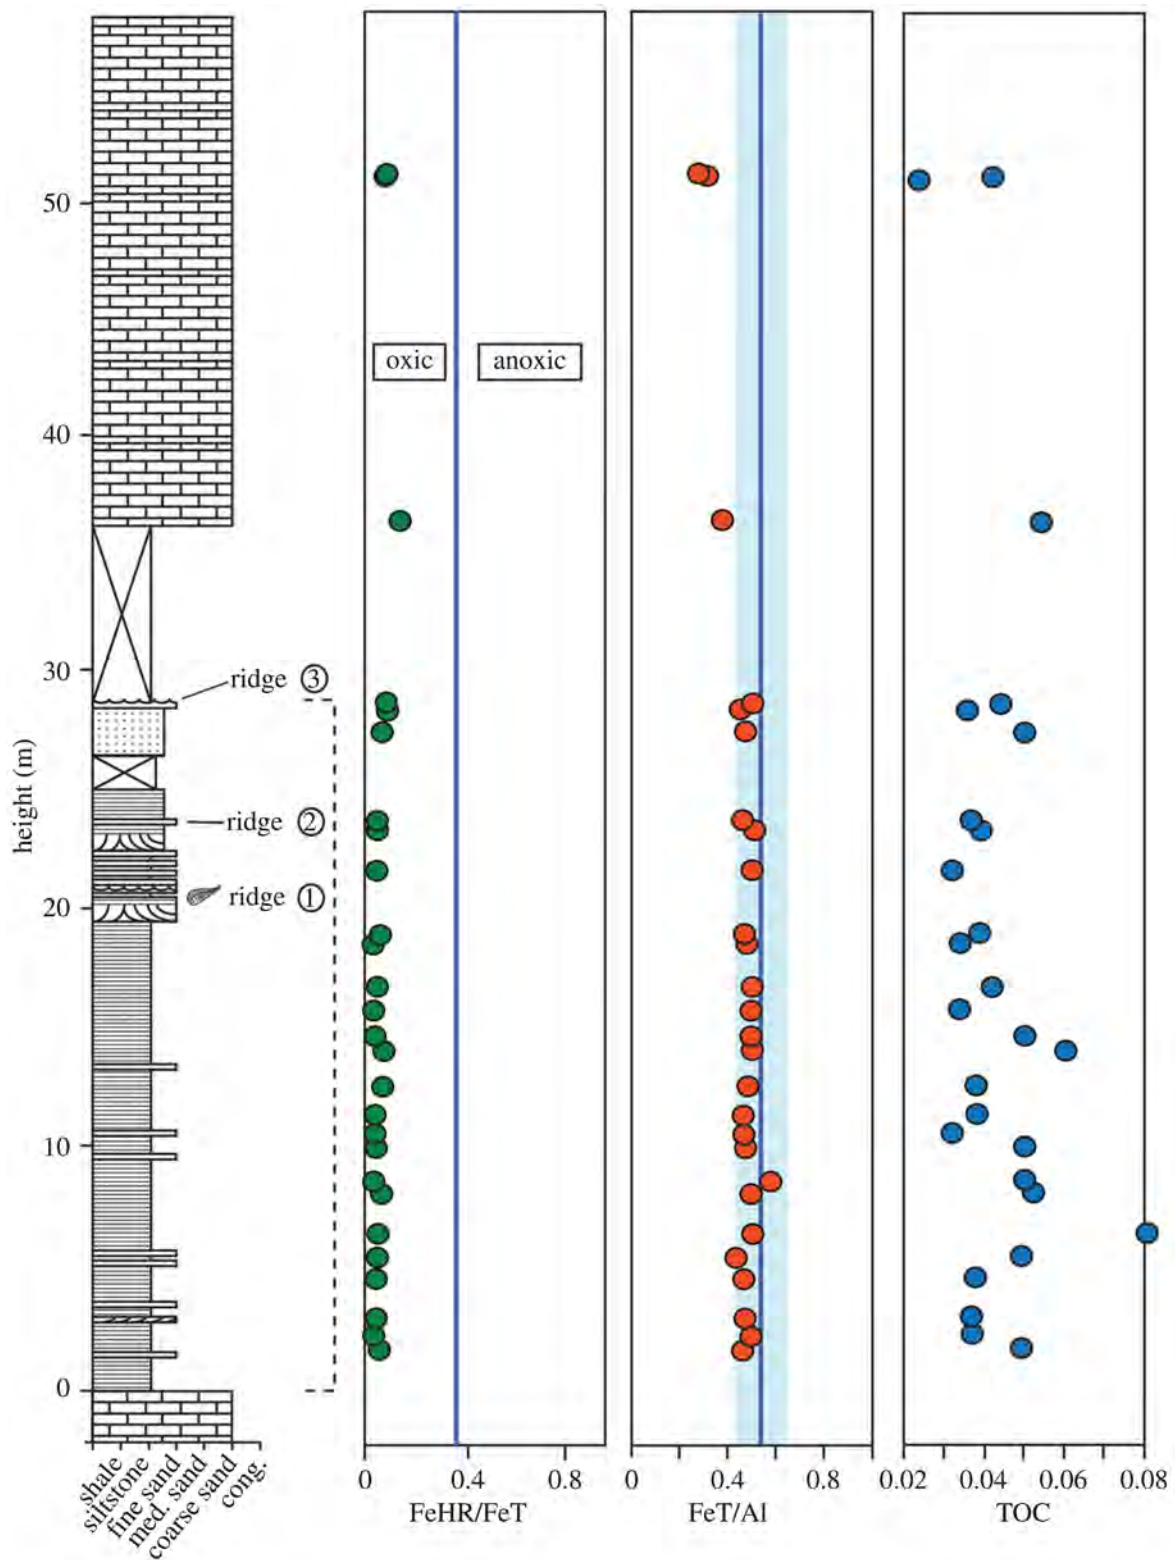 oxic
anoxic
50
40
30
20
10
0
height (m)
ridge ③
ridge ②
ridge ①
shale
siltstone
fine sand
med. sand
coarse sand
cong.
0 0.4 0.8
FeHR/FeT
0 0.4 0.8
FeT/Al
0.02 0.04 0.06 0.08
TOC